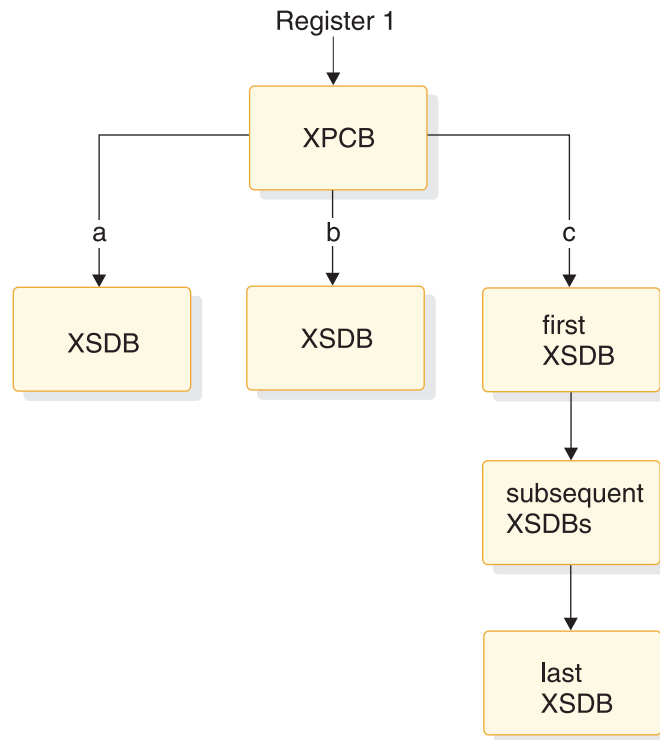 Register 1
XPCB
a
b
c
XSDB
XSDB
first
XSDB
subsequent
XSDBs
last
XSDB